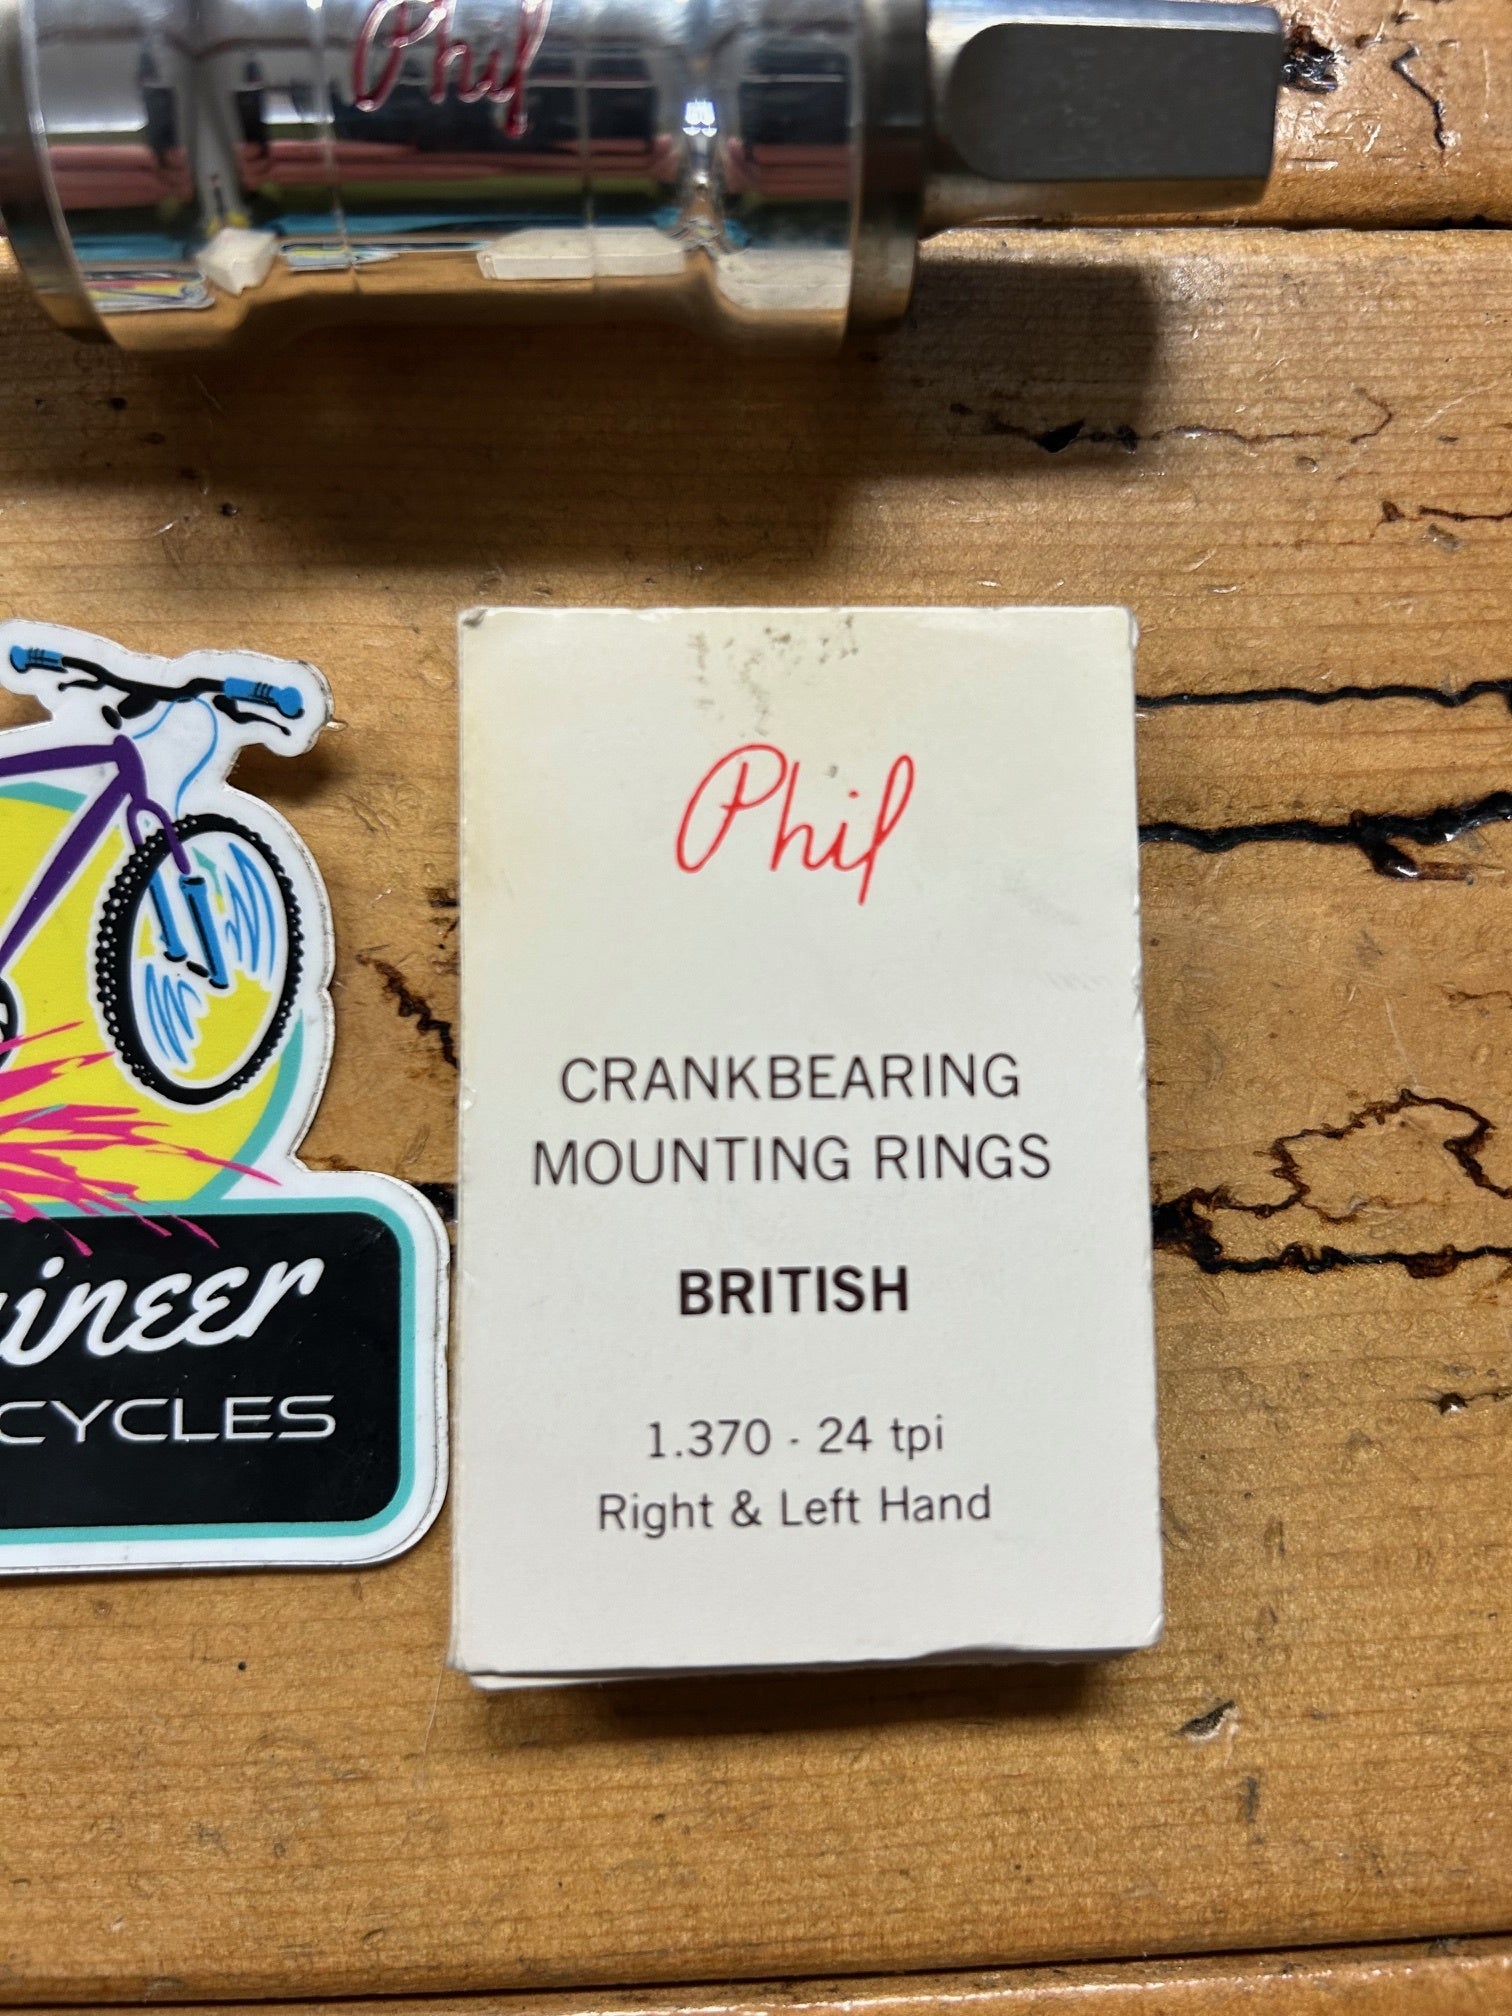 Phil
Phil
CRANKBEARING
MOUNTING RINGS
BRITISH
1.370 - 24 tpi
Right & Left Hand
CYCLES